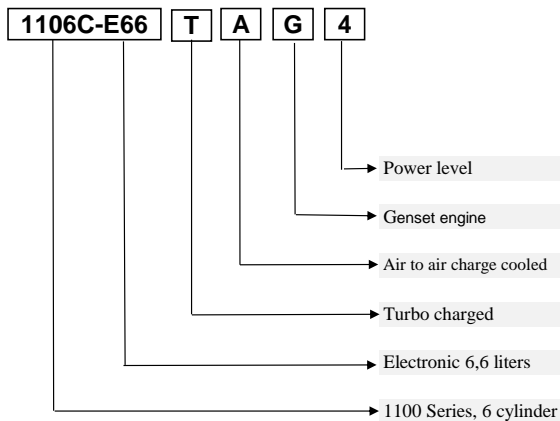 1106C-E66 T A G 4
Power level
Genset engine
Air to air charge cooled
Turbo charged
Electronic 6,6 liters
1100 Series, 6 cylinder